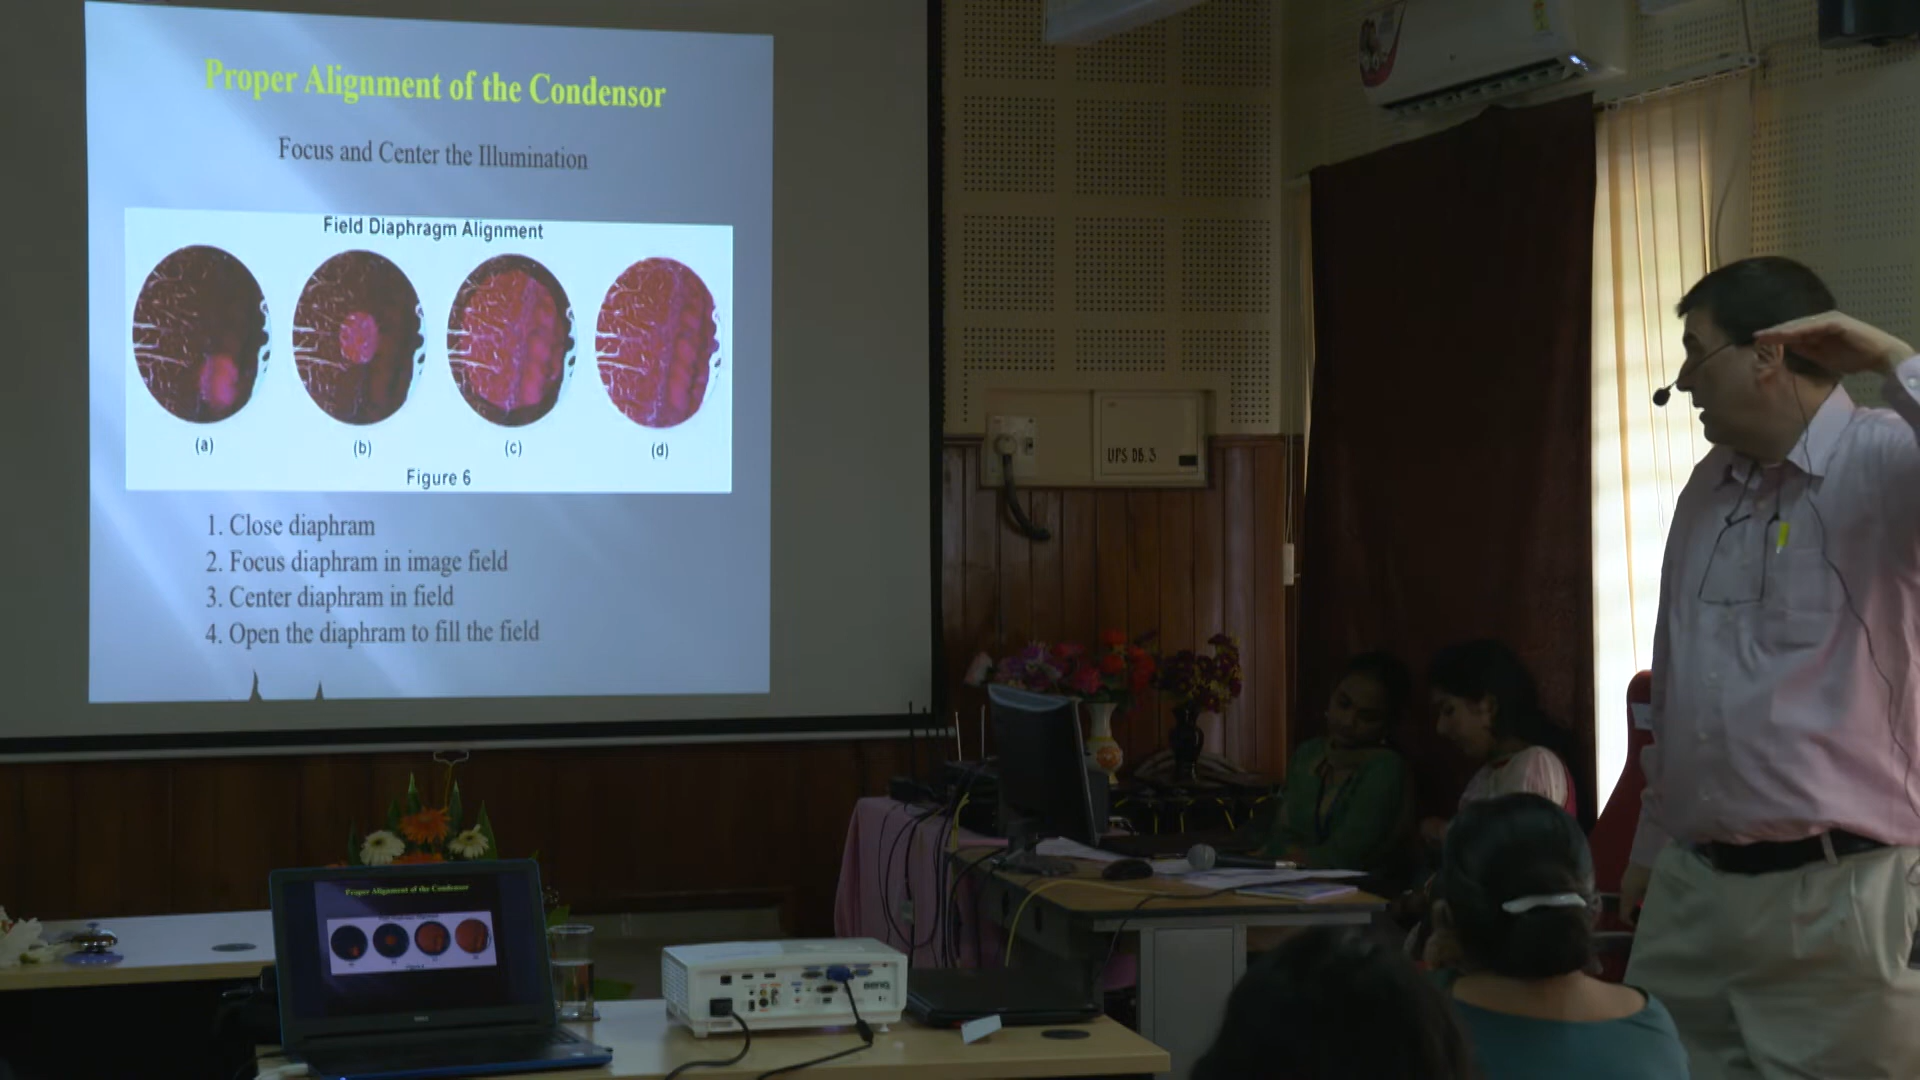 Proper Alignment of the Condensor
Focus and Center the Illumination
Field Diaphragm Alignment
(a) (b) (c) (d)
Figure 6
1. Close diaphram
2. Focus diaphram in image field
3. Center diaphram in field
4. Open the diaphram to fill the field
UPS DB. 3
Proper Alignment of the Condensor
BenQ
DELL